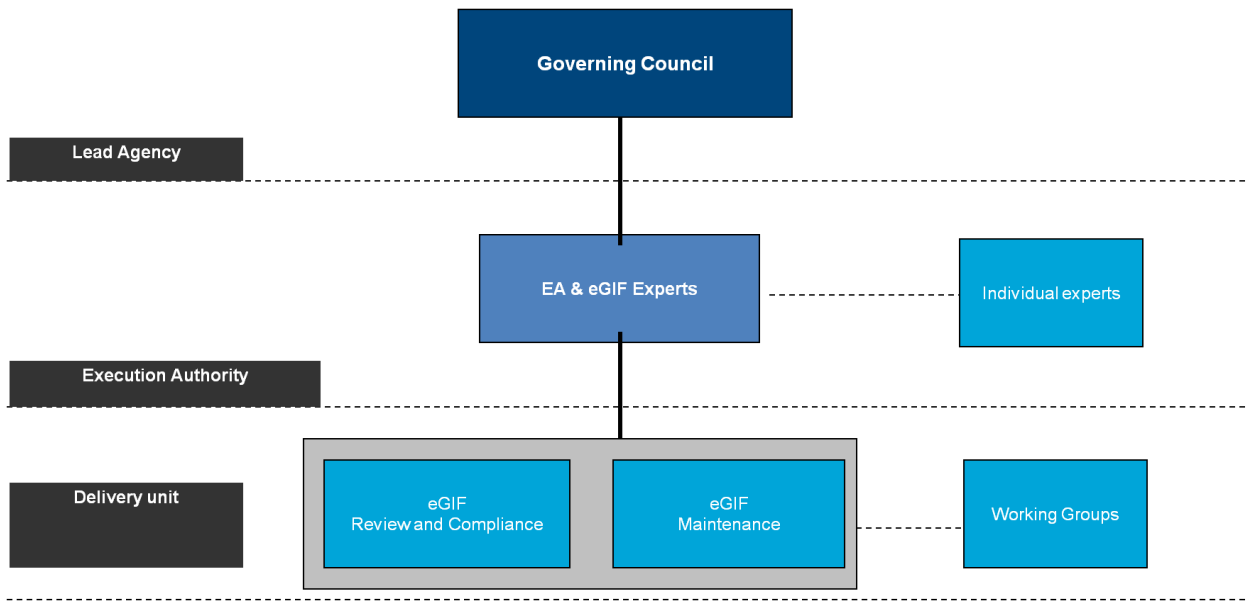 Governing Council
Lead Agency
EA & eGIF Experts
Individual experts
Execution Authority
Delivery unit
eGIF
Review and Compliance
eGIF
Maintenance
Working Groups